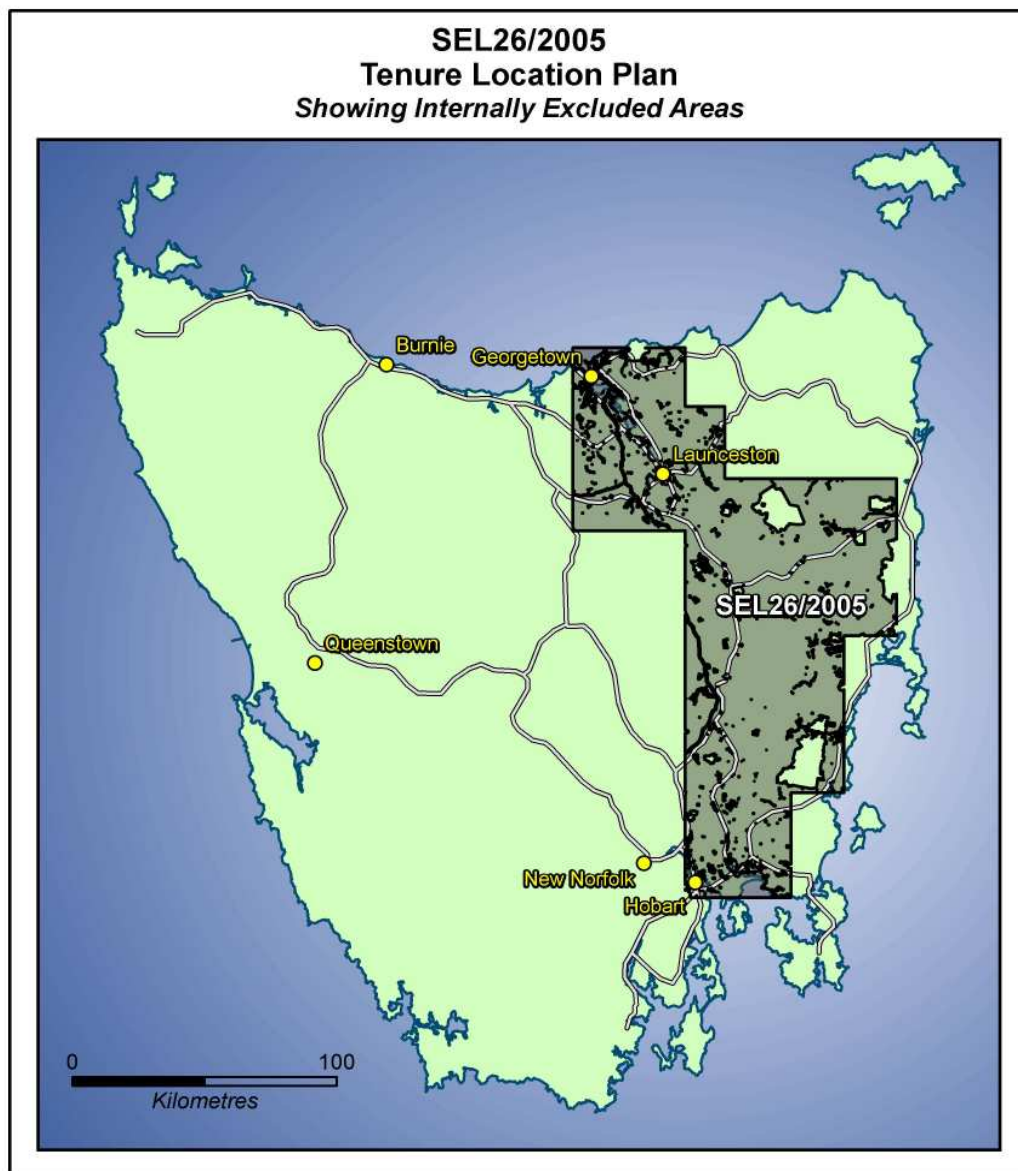 SEL26/2005
Tenure Location Plan
Showing Internally Excluded Areas
Burnie
Georgetown
Launceston
SEL26/2005
Queenstown
New Norfolk
Hobart
0 100
Kilometres